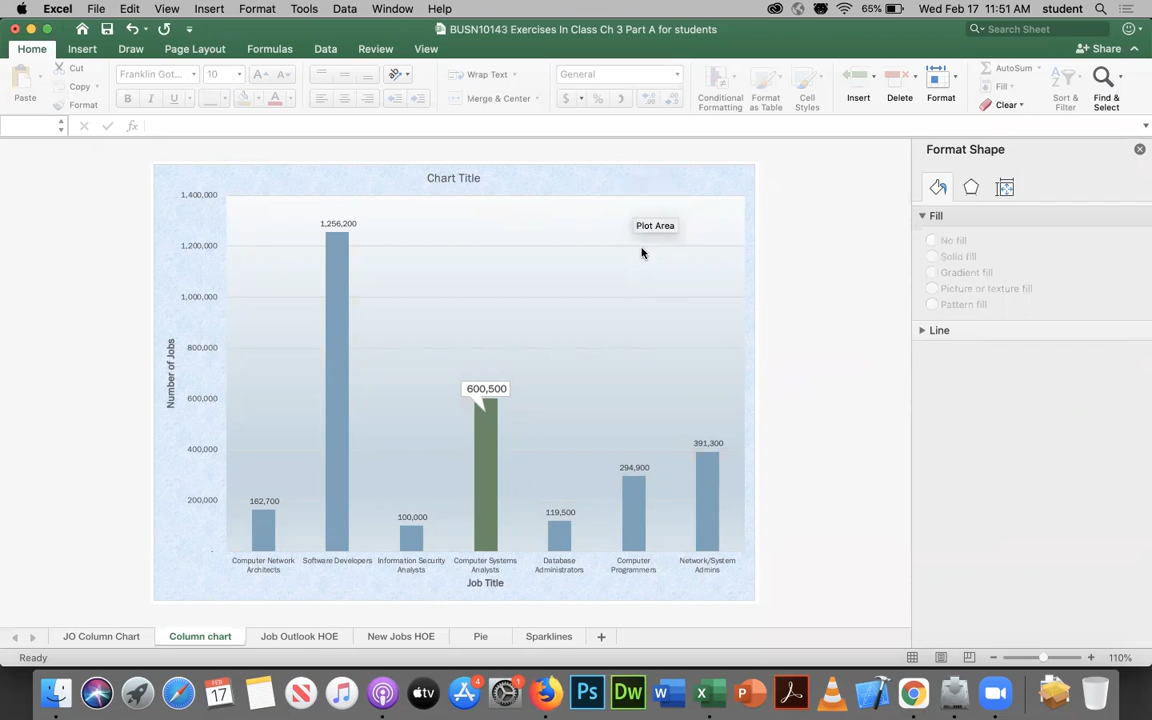 Excel File Edit View Insert Format Tools Data Window Help 65% Wed Feb 17 11:51 AM student
BUSN10143 Exercises In Class Ch 3 Part A for students
Search Sheet
Home Insert Draw Page Layout Formulas Data Review View Share
Paste Cut Copy Format
Franklin Got... 10
B I U A
Wrap Text
Merge & Center
General
$ %
Conditional Formatting
Format as Table
Cell Styles
Insert Delete Format
AutoSum
Fill
Clear
Sort & Filter
Find & Select
fx
Chart Title
1,400,000
1,200,000
1,000,000
800,000
600,000
400,000
200,000
-
Number of Jobs
162,700
1,256,200
100,000
600,500
119,500
294,900
391,300
Plot Area
Computer Network Architects
Software Developers
Information Security Analysts
Computer Systems Analysts
Database Administrators
Computer Programmers
Network/System Admins
Job Title
Format Shape
Fill
No fill
Solid fill
Gradient fill
Picture or texture fill
Pattern fill
Line
JO Column Chart Column chart Job Outlook HOE New Jobs HOE Pie Sparklines
Ready
110%
FEB
17
4
1
tv
Ps Dw W X P